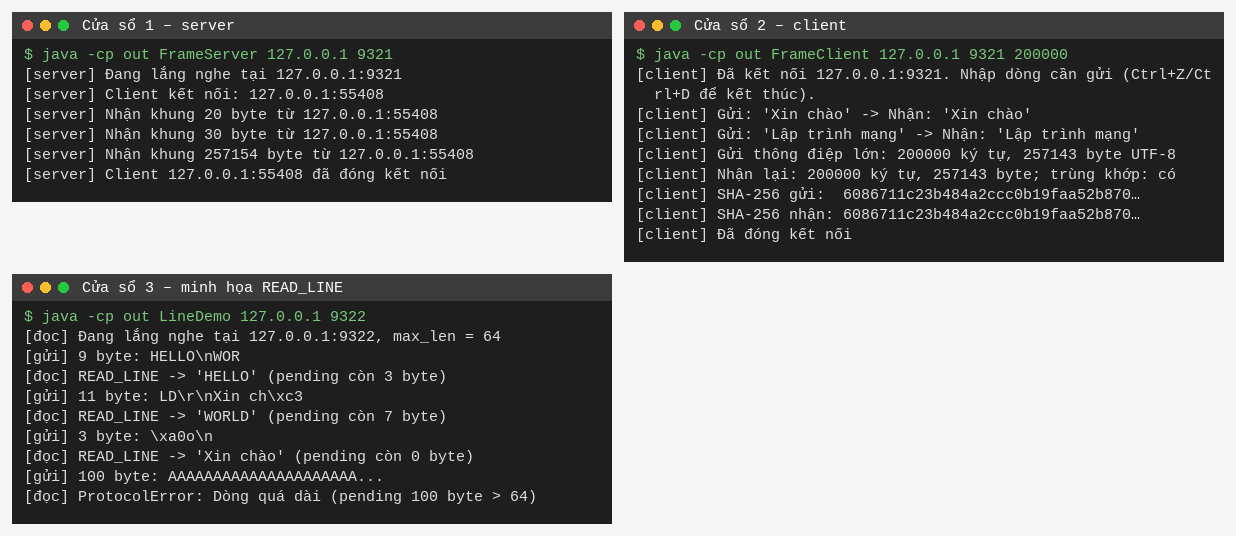 Cửa sổ 1 – server
$ java -cp out FrameServer 127.0.0.1 9321
[server] Đang lắng nghe tại 127.0.0.1:9321
[server] Client kết nối: 127.0.0.1:55408
[server] Nhận khung 20 byte từ 127.0.0.1:55408
[server] Nhận khung 30 byte từ 127.0.0.1:55408
[server] Nhận khung 257154 byte từ 127.0.0.1:55408
[server] Client 127.0.0.1:55408 đã đóng kết nối
Cửa sổ 2 – client
$ java -cp out FrameClient 127.0.0.1 9321 200000
[client] Đã kết nối 127.0.0.1:9321. Nhập dòng cần gửi (Ctrl+Z/Ct
rl+D để kết thúc).
[client] Gửi: 'Xin chào' -> Nhận: 'Xin chào'
[client] Gửi: 'Lập trình mạng' -> Nhận: 'Lập trình mạng'
[client] Gửi thông điệp lớn: 200000 ký tự, 257143 byte UTF-8
[client] Nhận lại: 200000 ký tự, 257143 byte; trùng khớp: có
[client] SHA-256 gửi:  6086711c23b484a2ccc0b19faa52b870…
[client] SHA-256 nhận: 6086711c23b484a2ccc0b19faa52b870…
[client] Đã đóng kết nối
Cửa sổ 3 – minh họa READ_LINE
$ java -cp out LineDemo 127.0.0.1 9322
[đọc] Đang lắng nghe tại 127.0.0.1:9322, max_len = 64
[gửi] 9 byte: HELLO\nWOR
[đọc] READ_LINE -> 'HELLO' (pending còn 3 byte)
[gửi] 11 byte: LD\r\nXin ch\xc3
[đọc] READ_LINE -> 'WORLD' (pending còn 7 byte)
[gửi] 3 byte: \xa0o\n
[đọc] READ_LINE -> 'Xin chào' (pending còn 0 byte)
[gửi] 100 byte: AAAAAAAAAAAAAAAAAAAAA...
[đọc] ProtocolError: Dòng quá dài (pending 100 byte > 64)